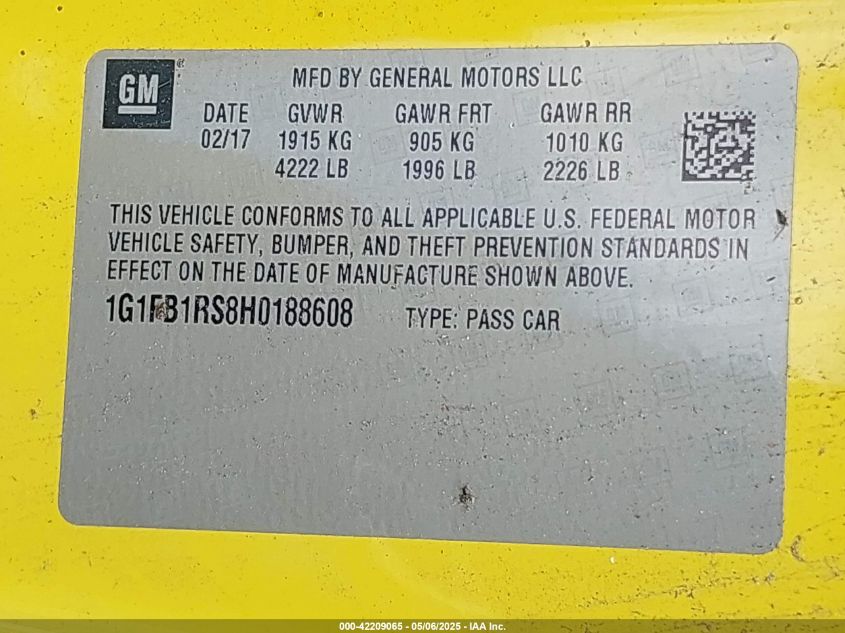 GM
MFD BY GENERAL MOTORS LLC
DATE GVWR GAWR FRT GAWR RR
02/17 1915 KG 905 KG 1010 KG
4222 LB 1996 LB 2226 LB
THIS VEHICLE CONFORMS TO ALL APPLICABLE U.S. FEDERAL MOTOR
VEHICLE SAFETY, BUMPER, AND THEFT PREVENTION STANDARDS IN
EFFECT ON THE DATE OF MANUFACTURE SHOWN ABOVE.
1G1FB1RS8H0188608 TYPE: PASS CAR
000-42209065 - 05/06/2025 - IAA Inc.